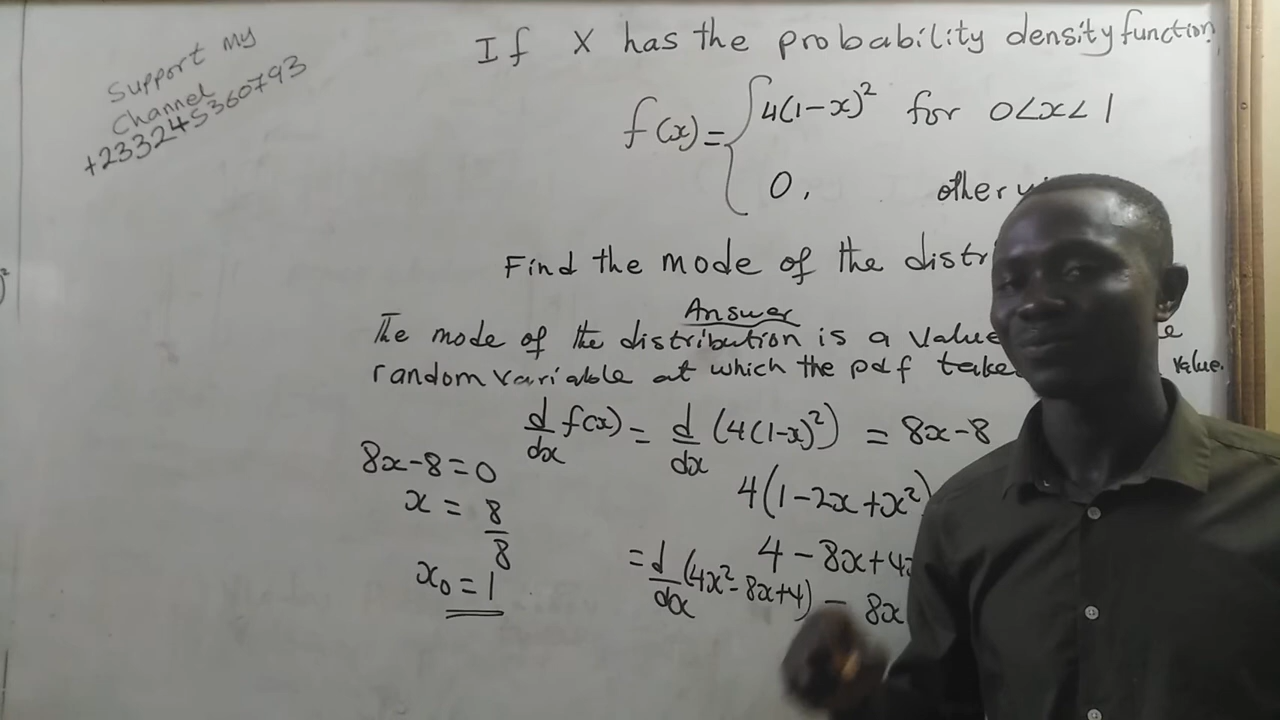 Support My
Channel
+233245360793
If X has the probability density function,
f(x) = { 4(1-x)² for 0<x<1
0,
Find the mode of the
Answer
The mode of the distribution is a value
random variable at which the pdf value.
d/dx f(x) = d/dx (4(1-x)²) = 8x-8
8x-8=0
4(1-2x+x²)
x = 8/8
4-8x+4
x₀=1
= d/dx (4x²-8x+4) = 8x